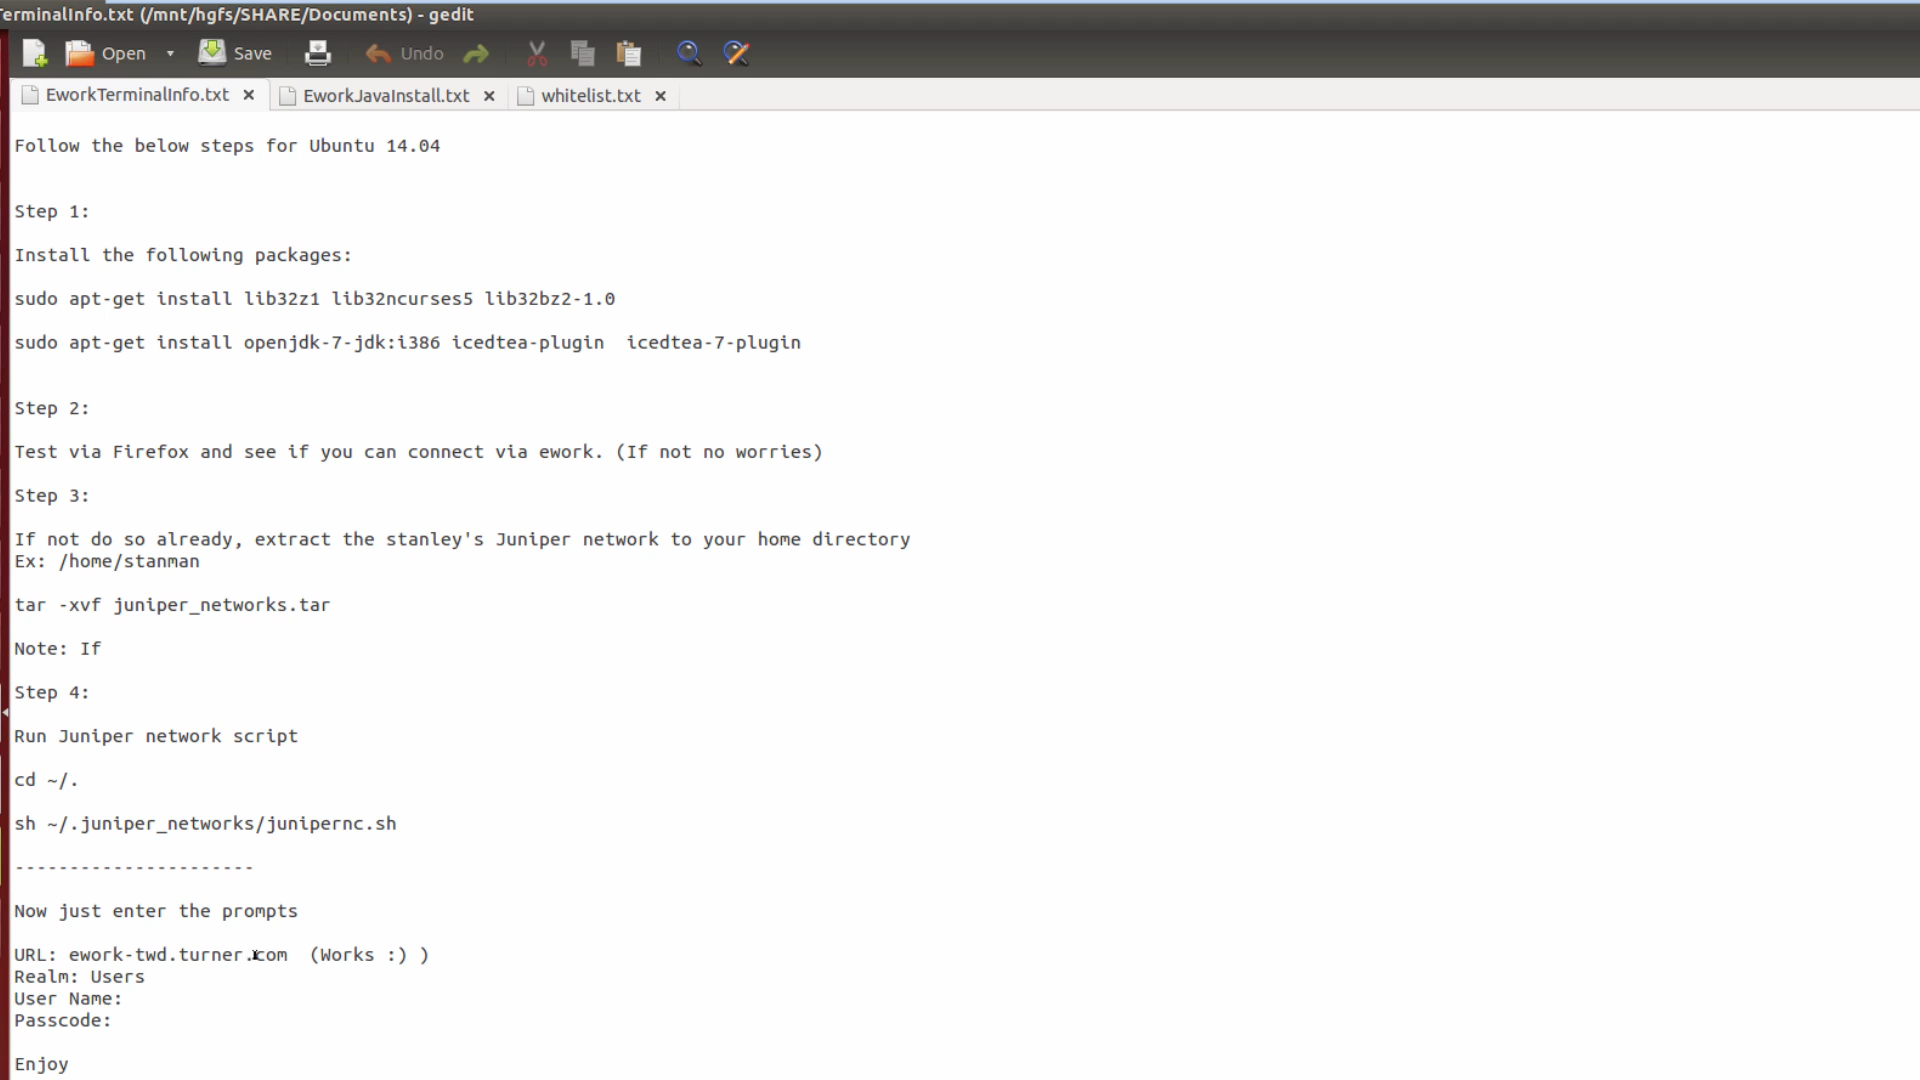 TerminalInfo.txt (/mnt/hgfs/SHARE/Documents) - gedit
Open Save Undo
EworkTerminalInfo.txt EworkJavaInstall.txt whitelist.txt
Follow the below steps for Ubuntu 14.04
Step 1:
Install the following packages:
sudo apt-get install lib32z1 lib32ncurses5 lib32bz2-1.0
sudo apt-get install openjdk-7-jdk:i386 icedtea-plugin  icedtea-7-plugin
Step 2:
Test via Firefox and see if you can connect via ework. (If not no worries)
Step 3:
If not do so already, extract the stanley's Juniper network to your home directory
Ex: /home/stanman
tar -xvf juniper_networks.tar
Note: If
Step 4:
Run Juniper network script
cd ~/.
sh ~/.juniper_networks/junipernc.sh
----------------------
Now just enter the prompts
URL: ework-twd.turner.com  (Works :) )
Realm: Users
User Name:
Passcode:
Enjoy